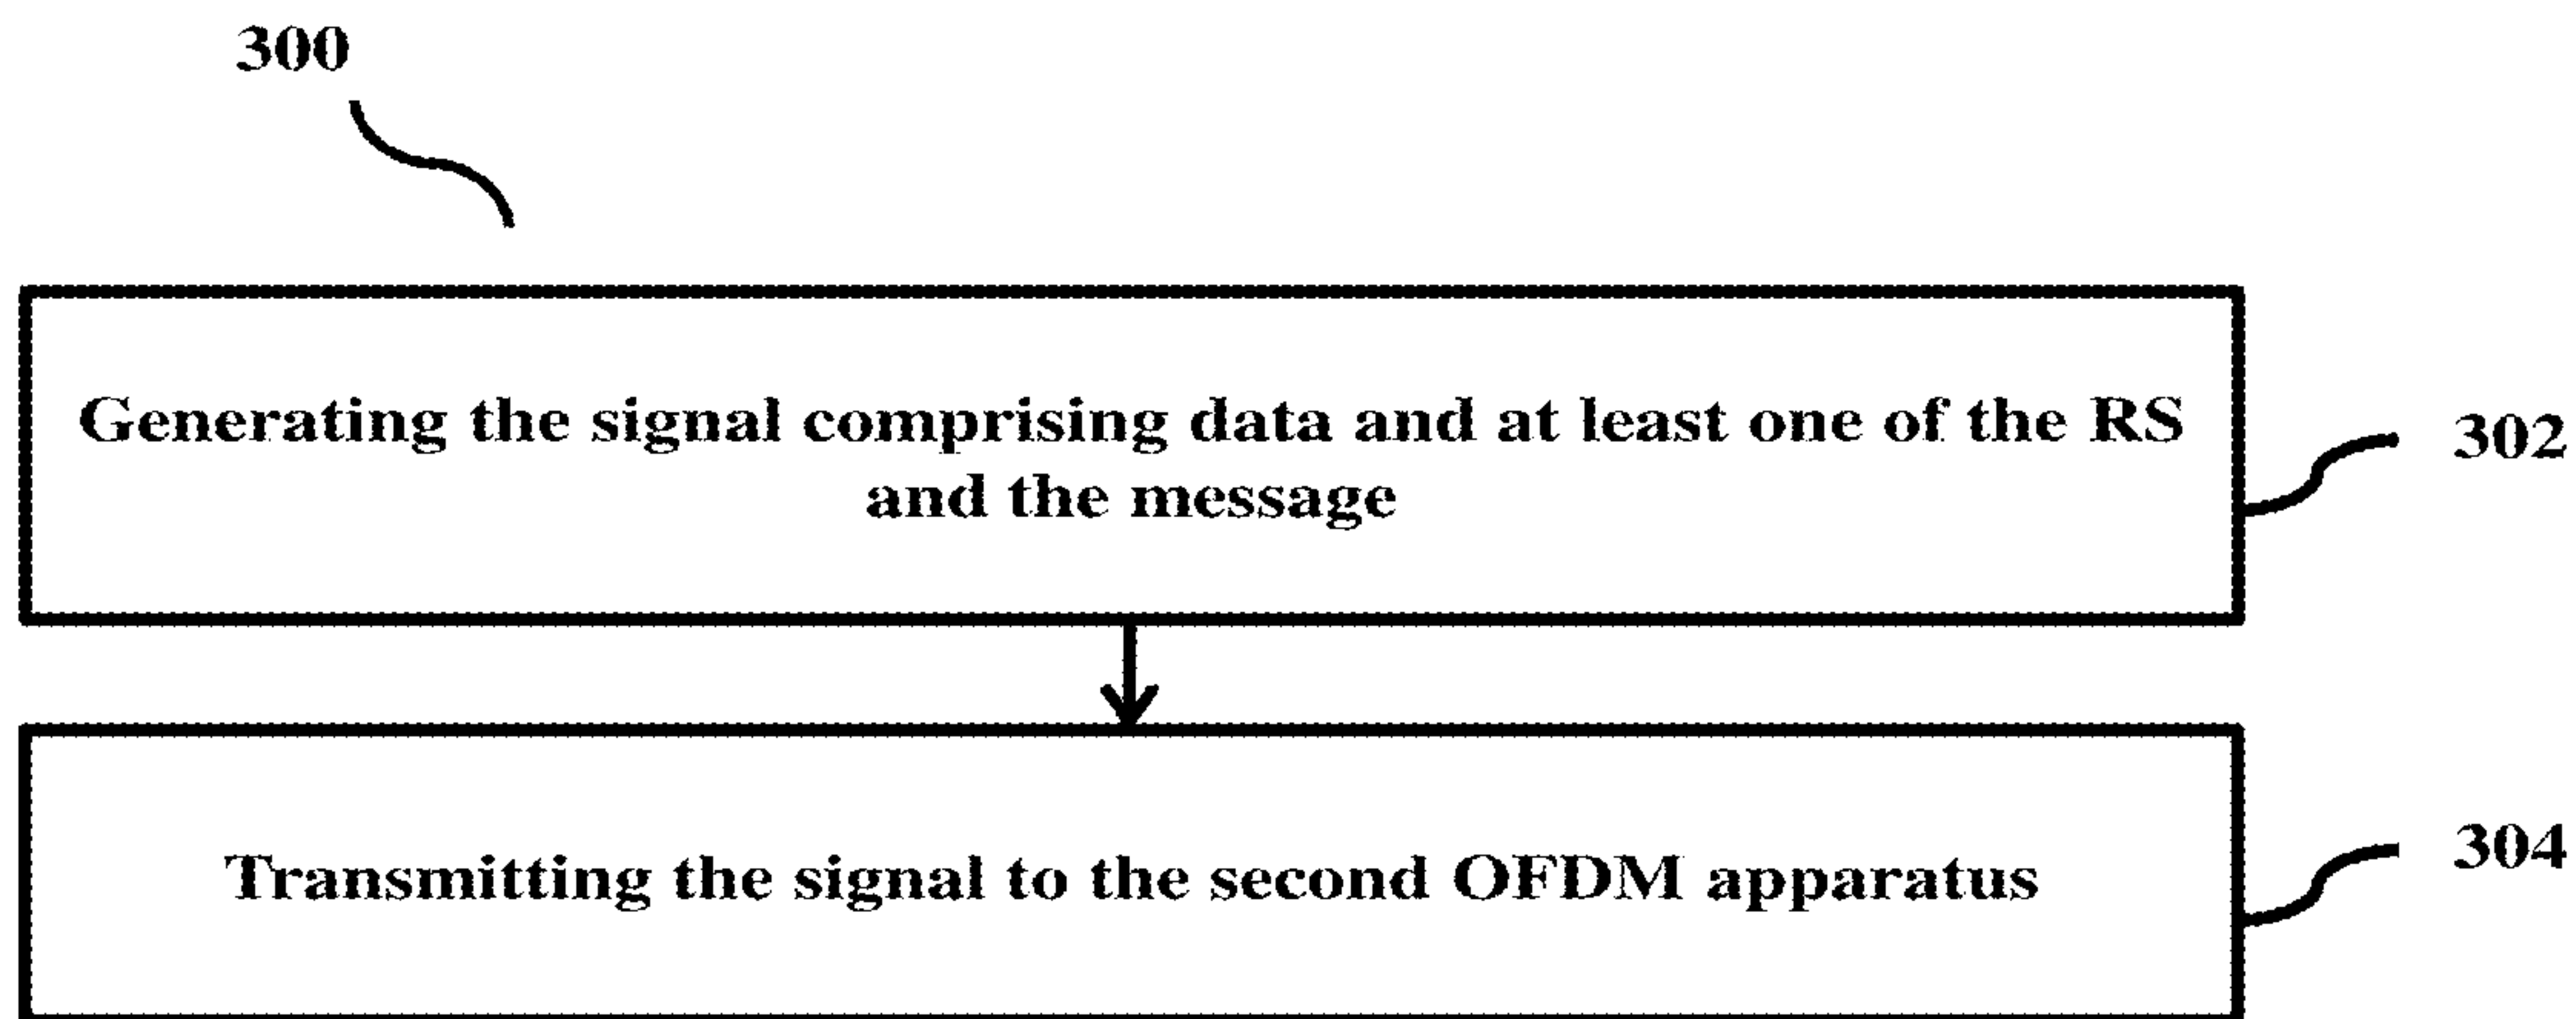 300
Generating the signal comprising data and at least one of the RS
and the message
302
Transmitting the signal to the second OFDM apparatus
304